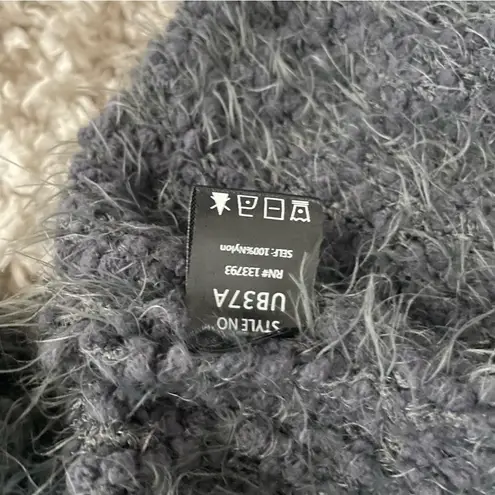 STYLE NO
UB37A
RN# 133793
SELF: 100%Nylon